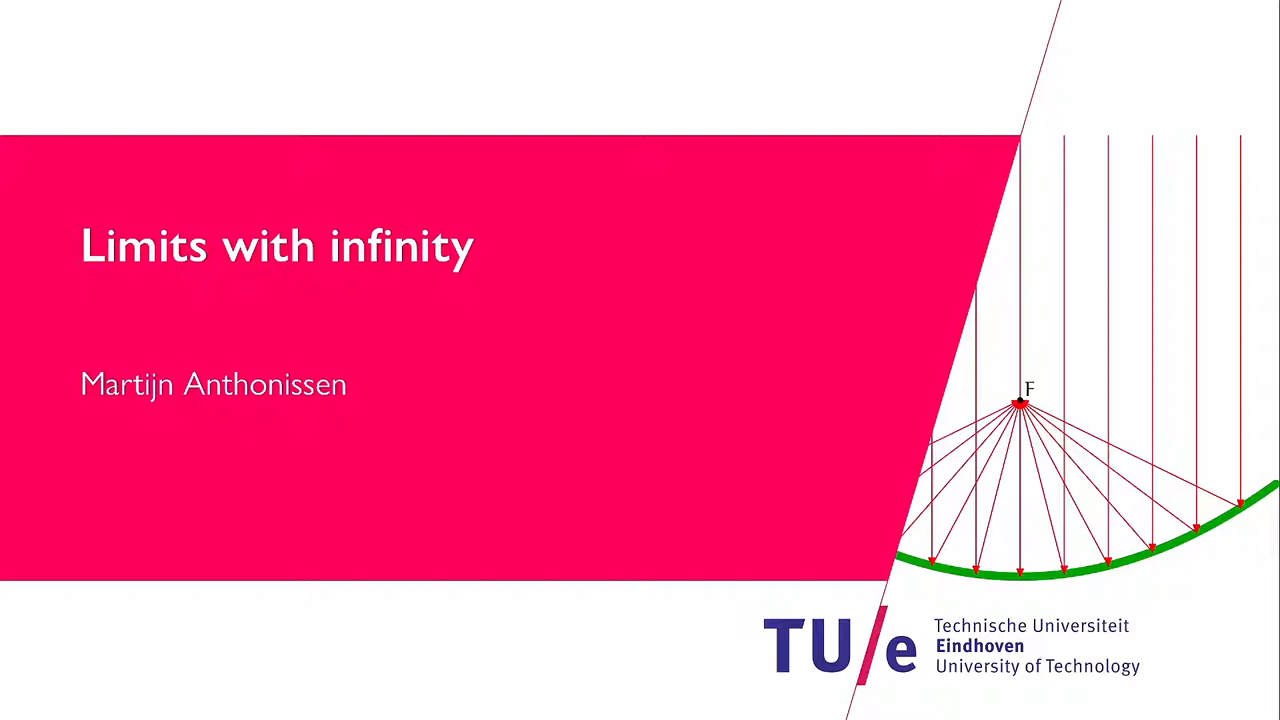 Limits with infinity
Martijn Anthonissen
F
TU/e
Technische Universiteit
Eindhoven
University of Technology